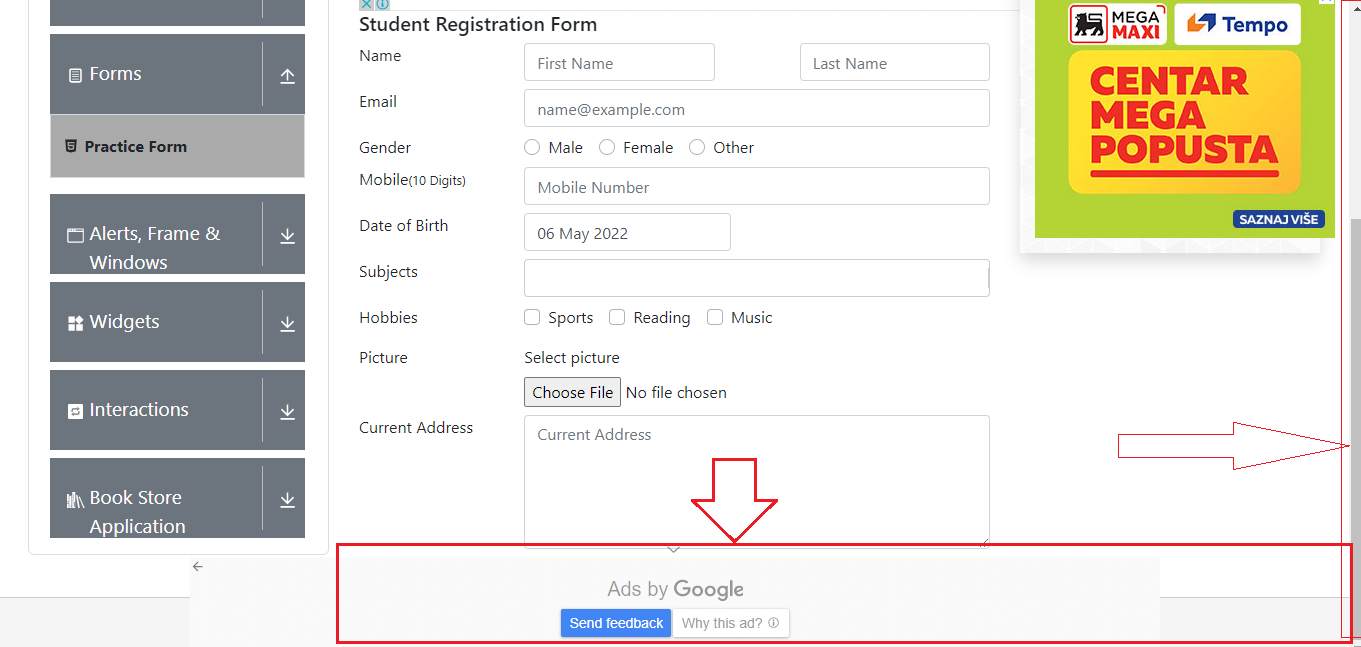 Student Registration Form
Name
First Name
Last Name
Email
name@example.com
Gender
Male
Female
Other
Mobile(10 Digits)
Mobile Number
Date of Birth
06 May 2022
Subjects
Hobbies
Sports
Reading
Music
Picture
Select picture
Choose File
No file chosen
Current Address
Current Address
Forms
Practice Form
Alerts, Frame &
Windows
Widgets
Interactions
Book Store
Application
MEGA
MAXI
Tempo
CENTAR
MEGA
POPUSTA
SAZNAJ VIŠE
Ads by Google
Send feedback
Why this ad?